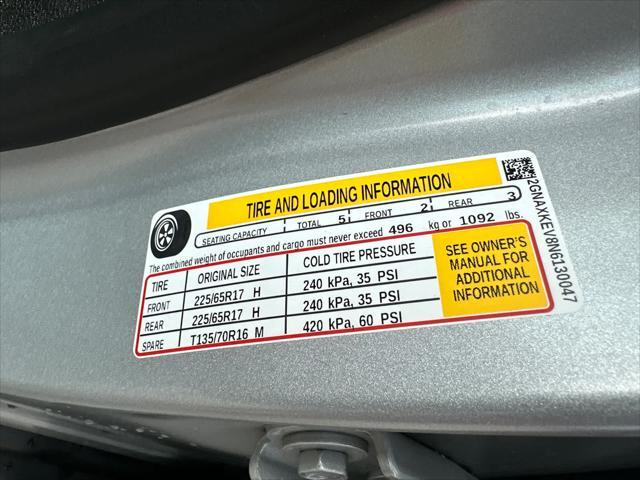 TIRE AND LOADING INFORMATION
SEATING CAPACITY TOTAL 5 FRONT 2 REAR 3
The combined weight of occupants and cargo must never exceed 496 kg or 1092 lbs.
TIRE ORIGINAL SIZE COLD TIRE PRESSURE
FRONT 225/65R17 H 240 kPa, 35 PSI
REAR 225/65R17 H 240 kPa, 35 PSI
SPARE T135/70R16 M 420 kPa, 60 PSI
SEE OWNER'S
MANUAL FOR
ADDITIONAL
INFORMATION
2GNAXKEV8N6130047